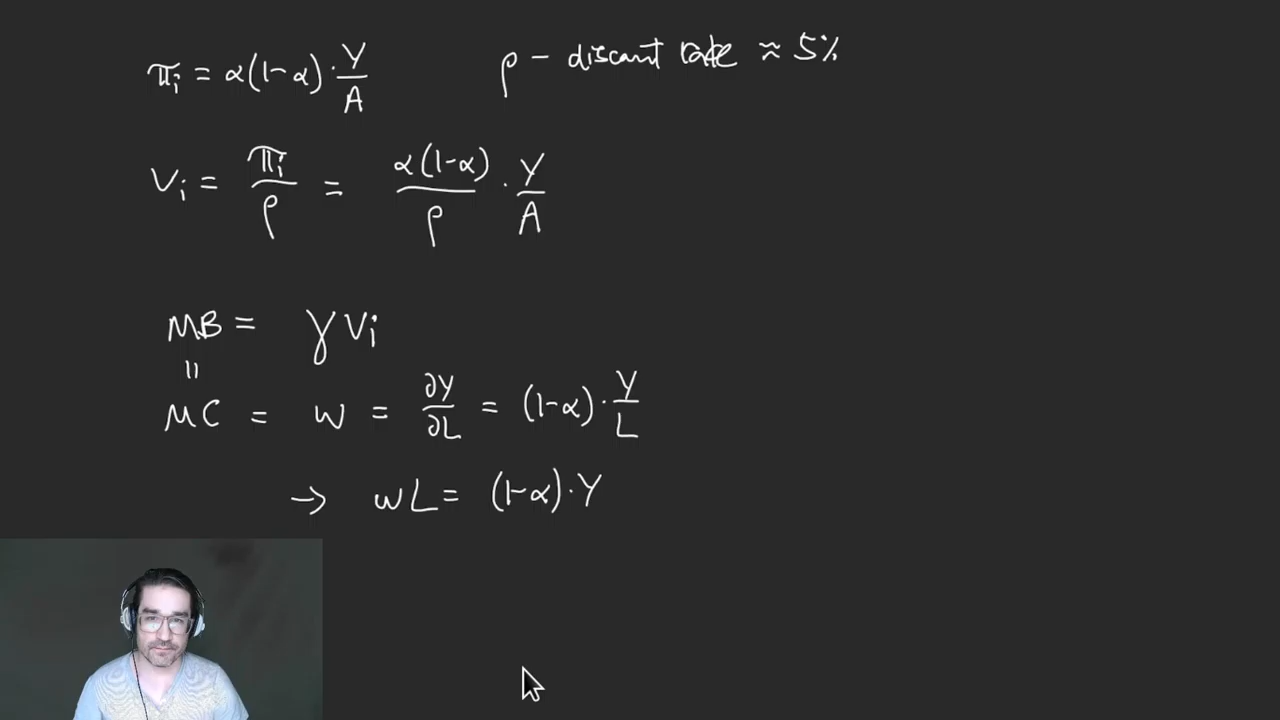 πᵢ = α(1-α) · Y/A    ρ - discount rate ≈ 5%
Vᵢ = πᵢ/ρ = α(1-α)/ρ · Y/A
MB = γVᵢ
=
MC = w = ∂Y/∂L = (1-α) · Y/L
→ wL = (1-α) · Y